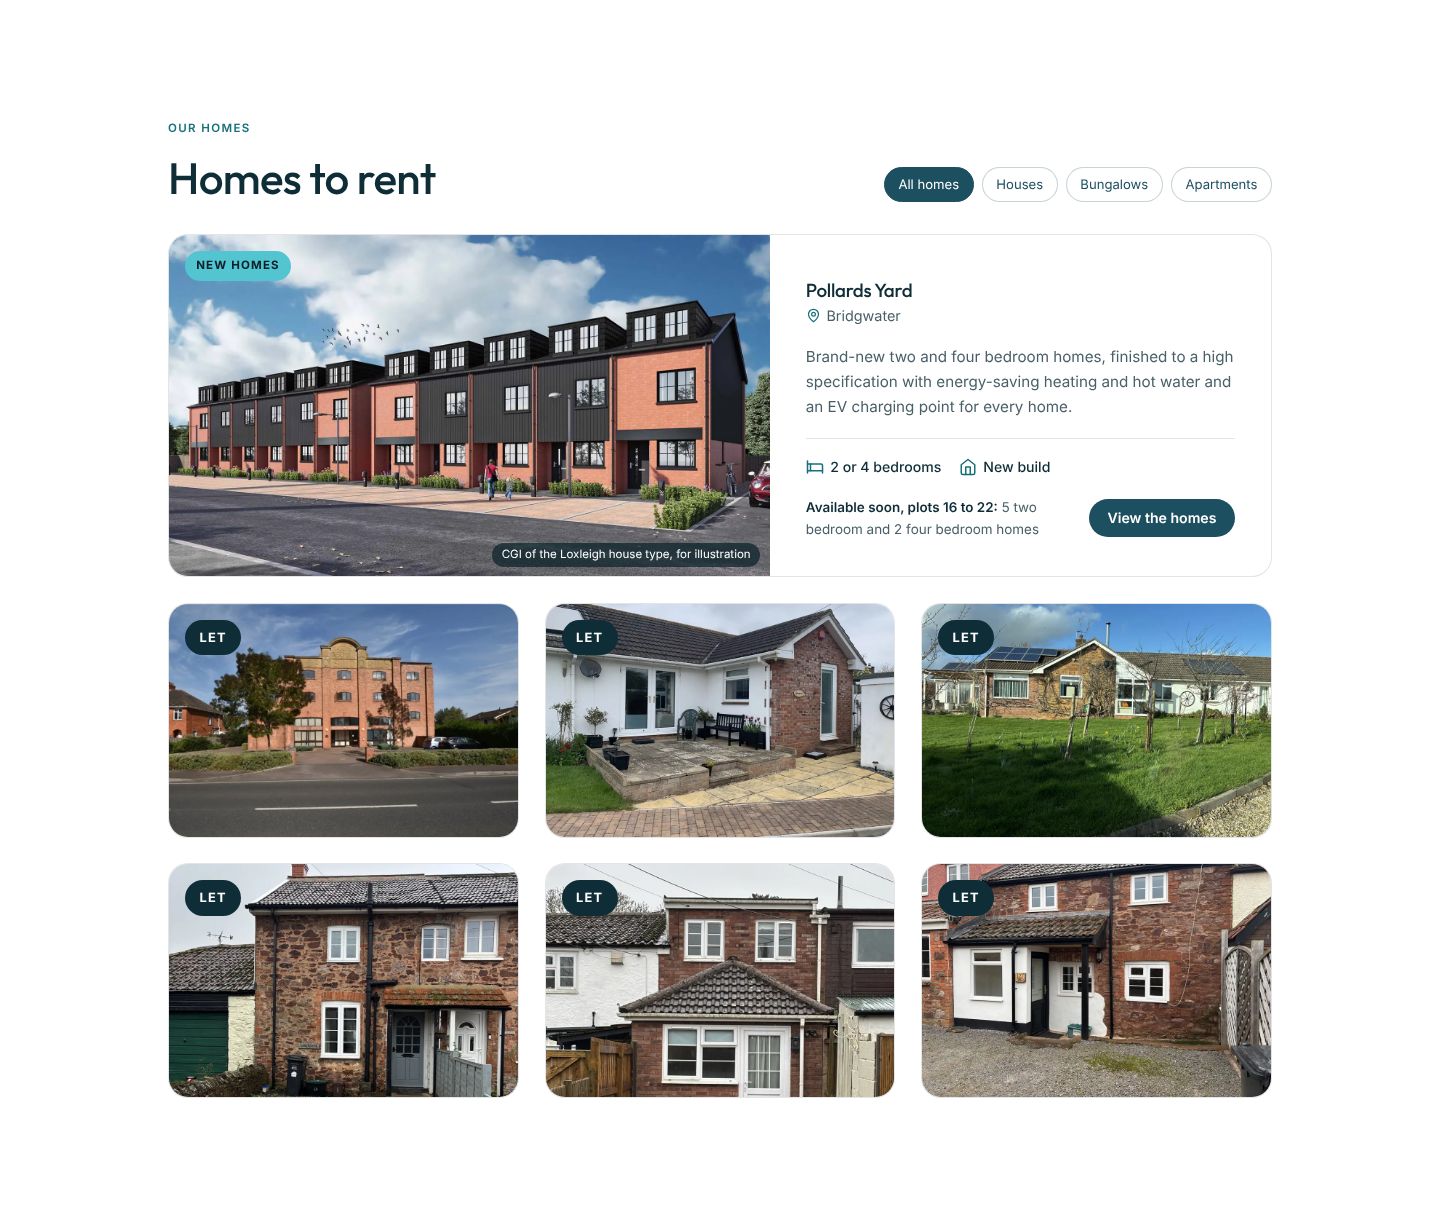 OUR HOMES
Homes to rent
All homes
Houses
Bungalows
Apartments
NEW HOMES
CGI of the Loxleigh house type, for illustration
Pollards Yard
Bridgwater
Brand-new two and four bedroom homes, finished to a high
specification with energy-saving heating and hot water and
an EV charging point for every home.
2 or 4 bedrooms
New build
Available soon, plots 16 to 22: 5 two
bedroom and 2 four bedroom homes
View the homes
LET
LET
LET
LET
LET
LET